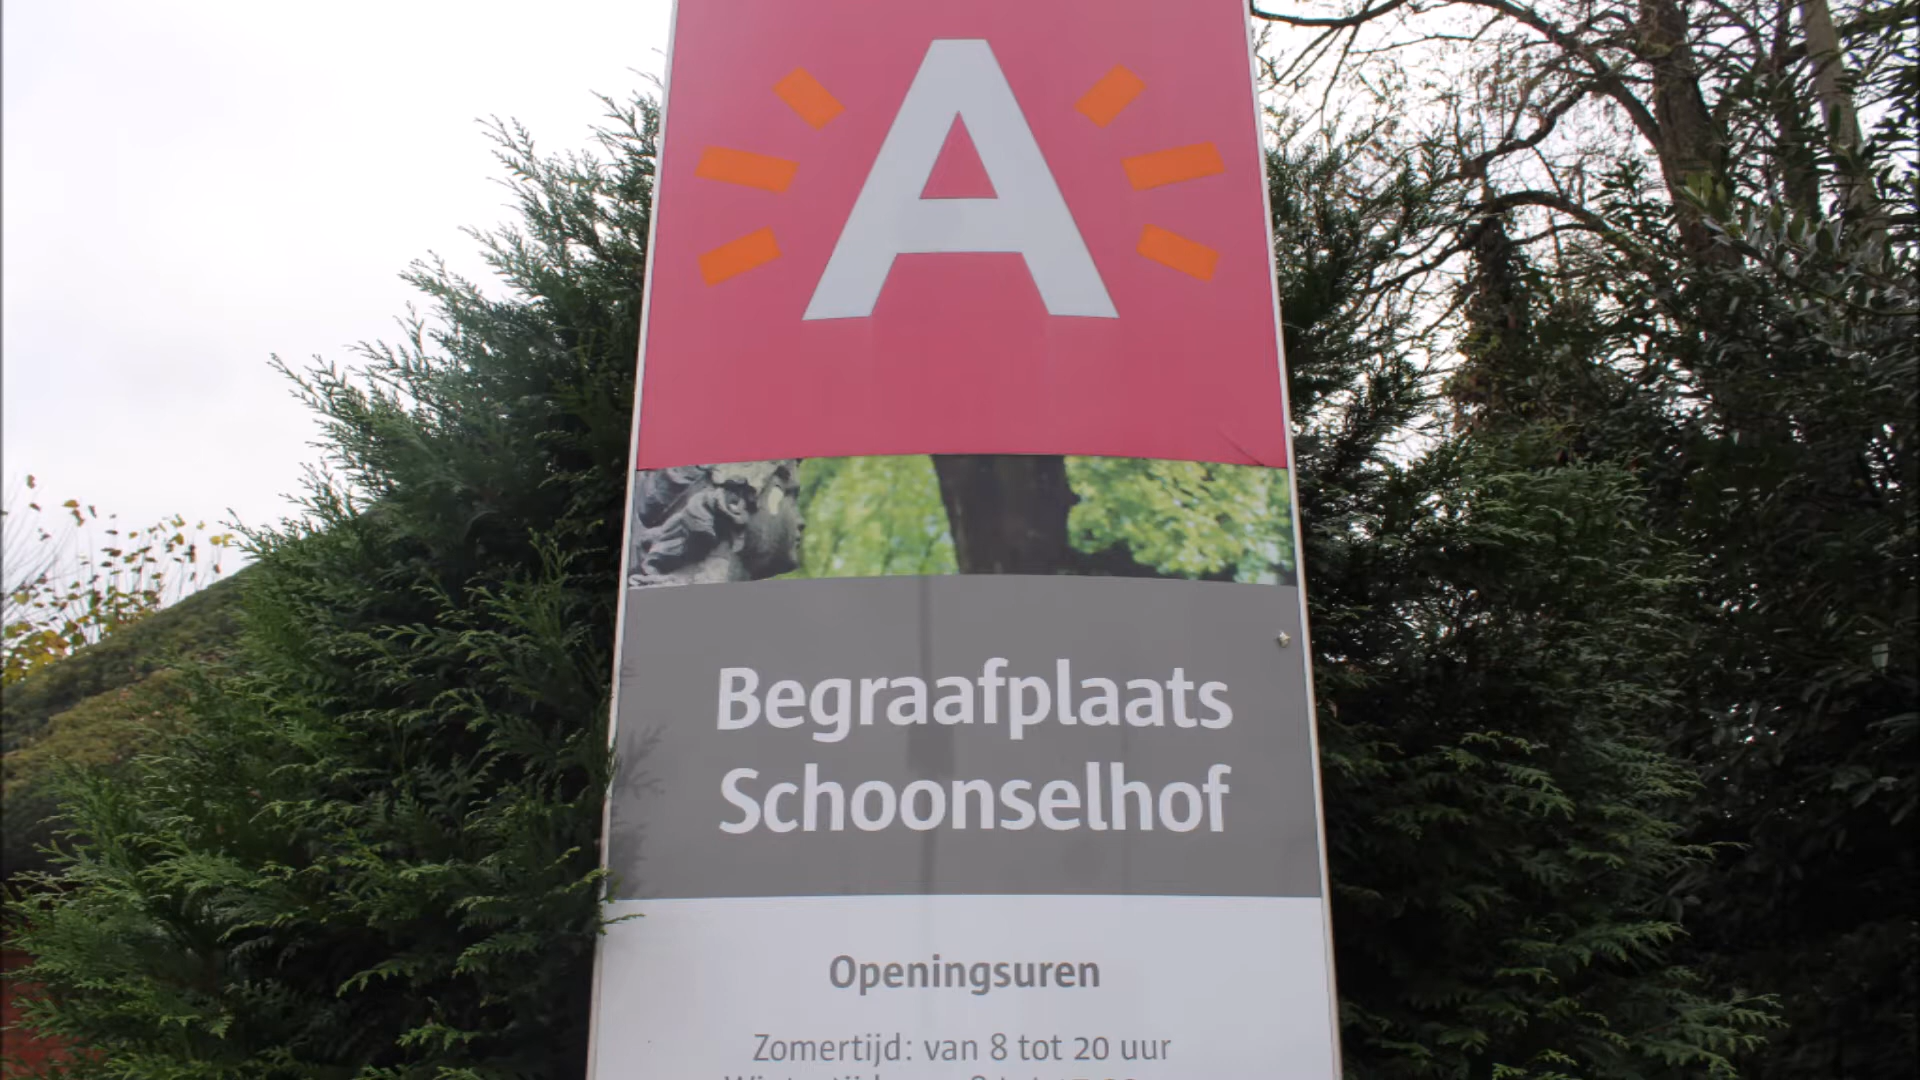 A
Begraafplaats
Schoonselhof
Openingsuren
Zomertijd: van 8 tot 20 uur